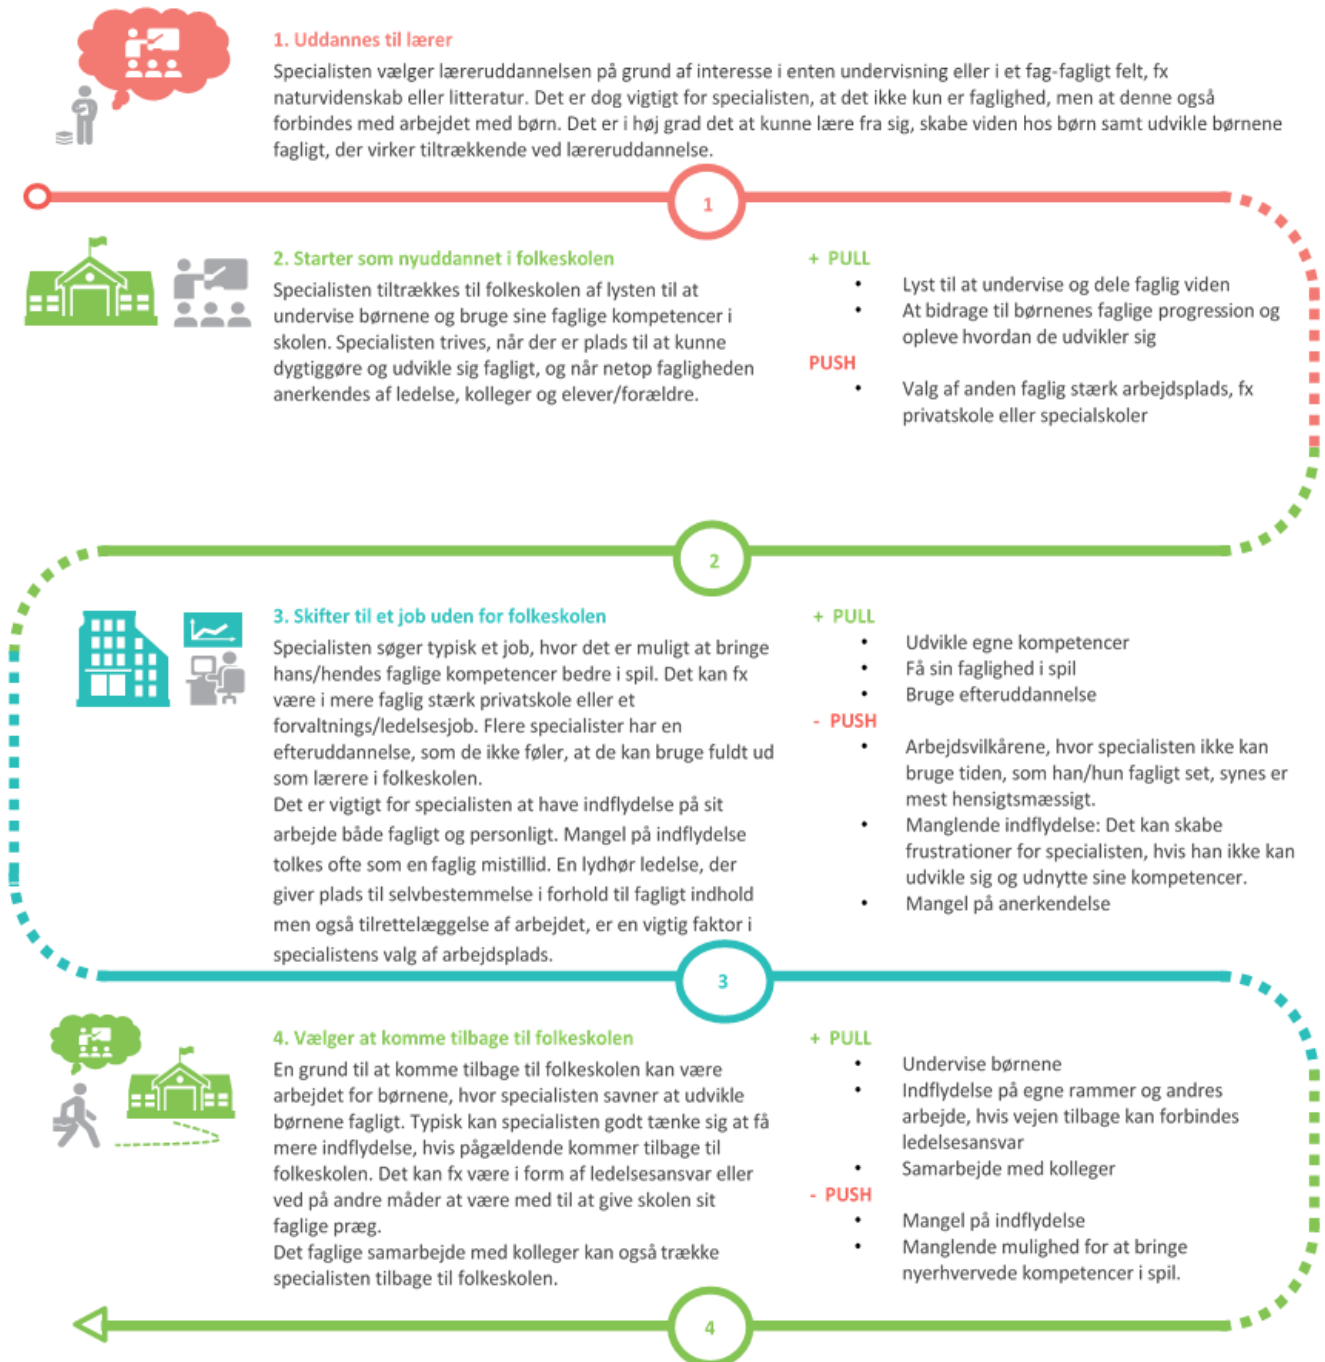 1. Uddannes til lærer
Specialisten vælger læreruddannelsen på grund af interesse i enten undervisning eller i et fag-fagligt felt, fx
naturvidenskab eller litteratur. Det er dog vigtigt for specialisten, at det ikke kun er faglighed, men at denne også
forbindes med arbejdet med børn. Det er i høj grad det at kunne lære fra sig, skabe viden hos børn samt udvikle børnene
fagligt, der virker tiltrækkende ved læreruddannelse.
1
2. Starter som nyuddannet i folkeskolen
Specialisten tiltrækkes til folkeskolen af lysten til at
undervise børnene og bruge sine faglige kompetencer i
skolen. Specialisten trives, når der er plads til at kunne
dygtiggøre og udvikle sig fagligt, og når netop fagligheden
anerkendes af ledelse, kolleger og elever/forældre.
+ PULL
• Lyst til at undervise og dele faglig viden
• At bidrage til børnenes faglige progression og
opleve hvordan de udvikler sig
PUSH
• Valg af anden faglig stærk arbejdsplads, fx
privatskole eller specialskoler
2
3. Skifter til et job uden for folkeskolen
Specialisten søger typisk et job, hvor det er muligt at bringe
hans/hendes faglige kompetencer bedre i spil. Det kan fx
være i mere faglig stærk privatskole eller et
forvaltnings/ledelsesjob. Flere specialister har en
efteruddannelse, som de ikke føler, at de kan bruge fuldt ud
som lærere i folkeskolen.
Det er vigtigt for specialisten at have indflydelse på sit
arbejde både fagligt og personligt. Mangel på indflydelse
tolkes ofte som en faglig mistillid. En lydhør ledelse, der
giver plads til selvbestemmelse i forhold til fagligt indhold
men også tilrettelæggelse af arbejdet, er en vigtig faktor i
specialistens valg af arbejdsplads.
+ PULL
• Udvikle egne kompetencer
• Få sin faglighed i spil
• Bruge efteruddannelse
- PUSH
• Arbejdsvilkårene, hvor specialisten ikke kan
bruge tiden, som han/hun fagligt set, synes er
mest hensigtsmæssigt.
• Manglende indflydelse: Det kan skabe
frustrationer for specialisten, hvis han ikke kan
udvikle sig og udnytte sine kompetencer.
• Mangel på anerkendelse
3
4. Vælger at komme tilbage til folkeskolen
En grund til at komme tilbage til folkeskolen kan være
arbejdet for børnene, hvor specialisten savner at udvikle
børnene fagligt. Typisk kan specialisten godt tænke sig at få
mere indflydelse, hvis pågældende kommer tilbage til
folkeskolen. Det kan fx være i form af ledelsesansvar eller
ved på andre måder at være med til at give skolen sit
faglige præg.
Det faglige samarbejde med kolleger kan også trække
specialisten tilbage til folkeskolen.
+ PULL
• Undervise børnene
• Indflydelse på egne rammer og andres
arbejde, hvis vejen tilbage kan forbindes
ledelsesansvar
• Samarbejde med kolleger
- PUSH
• Mangel på indflydelse
• Manglende mulighed for at bringe
nyerhvervede kompetencer i spil.
4